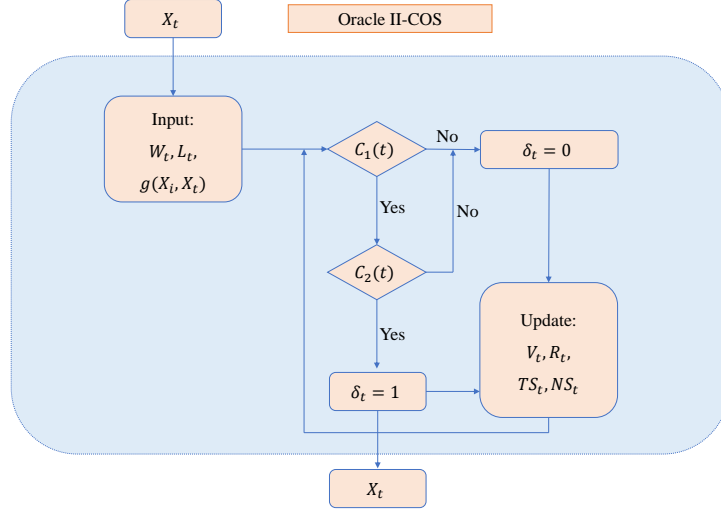 X_t
Oracle II-COS
Input:
W_t, L_t,
g(X_i, X_t)
C_1(t)
No
δ_t = 0
Yes
No
C_2(t)
Yes
Update:
V_t, R_t,
TS_t, NS_t
δ_t = 1
X_t